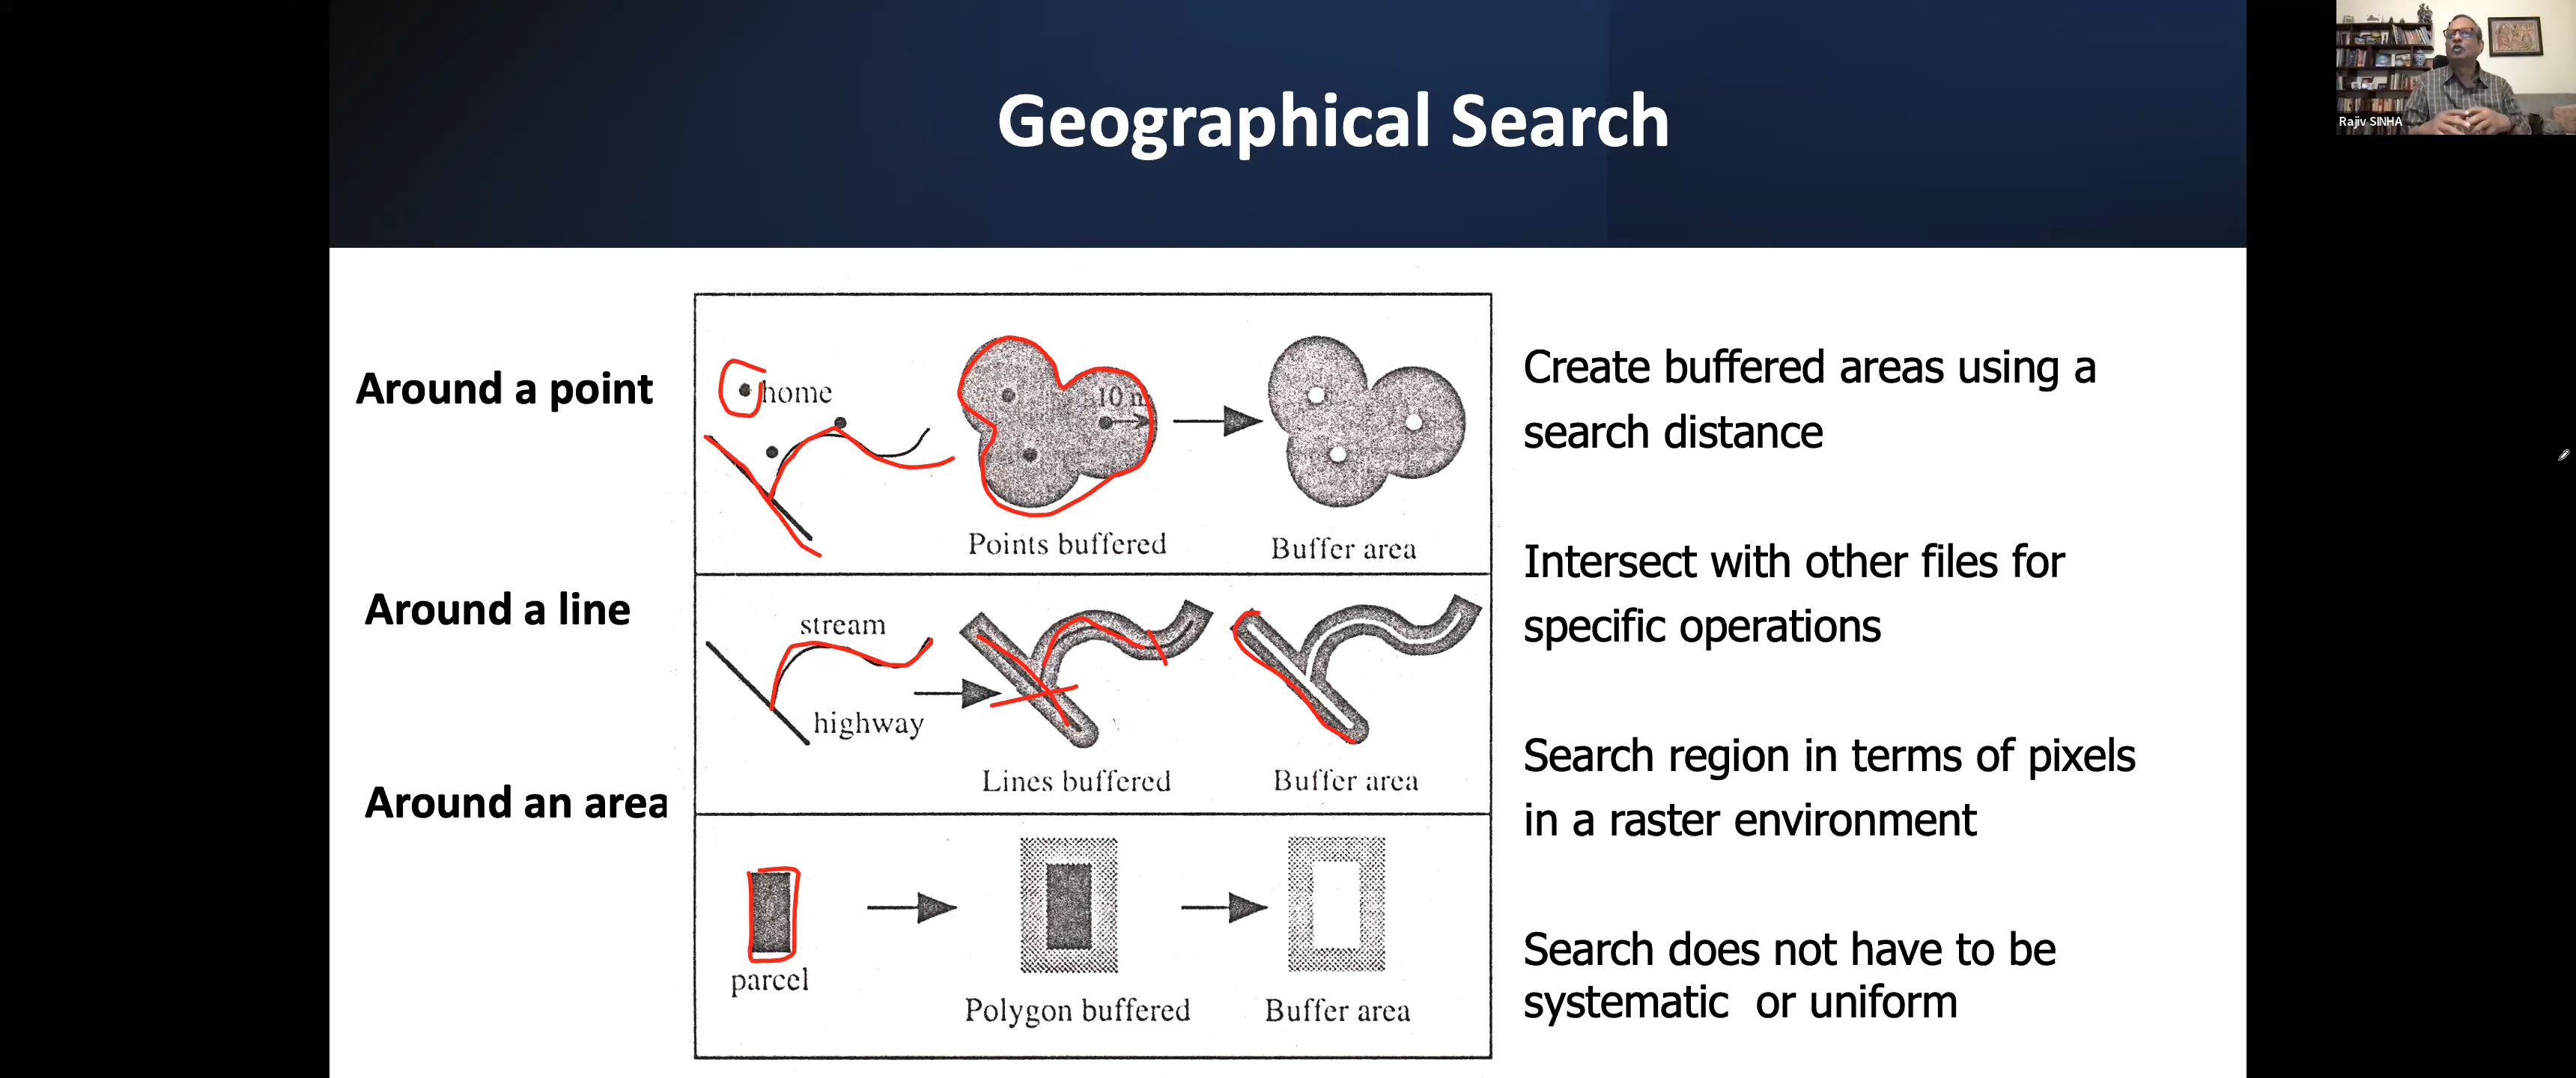 Geographical Search
Rajiv SINHA
Around a point
Around a line
Around an area
home
10 m
Points buffered
Buffer area
stream
highway
Lines buffered
Buffer area
parcel
Polygon buffered
Buffer area
Create buffered areas using a
search distance
Intersect with other files for
specific operations
Search region in terms of pixels
in a raster environment
Search does not have to be
systematic or uniform